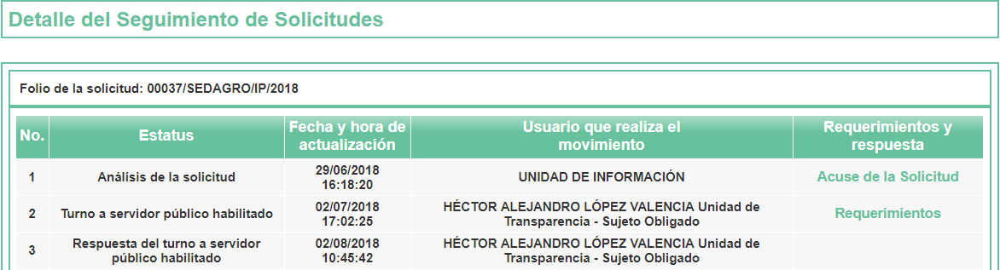 Detalle del Seguimiento de Solicitudes
Folio de la solicitud: 00037/SEDAGRO/IP/2018
No.
Estatus
Fecha y hora de
actualización
Usuario que realiza el
movimiento
Requerimientos y
respuesta
1
Análisis de la solicitud
29/06/2018
16:18:20
UNIDAD DE INFORMACIÓN
Acuse de la Solicitud
2
Turno a servidor público habilitado
02/07/2018
17:02:25
HÉCTOR ALEJANDRO LÓPEZ VALENCIA Unidad de
Transparencia - Sujeto Obligado
Requerimientos
3
Respuesta del turno a servidor
público habilitado
02/08/2018
10:45:42
HÉCTOR ALEJANDRO LÓPEZ VALENCIA Unidad de
Transparencia - Sujeto Obligado